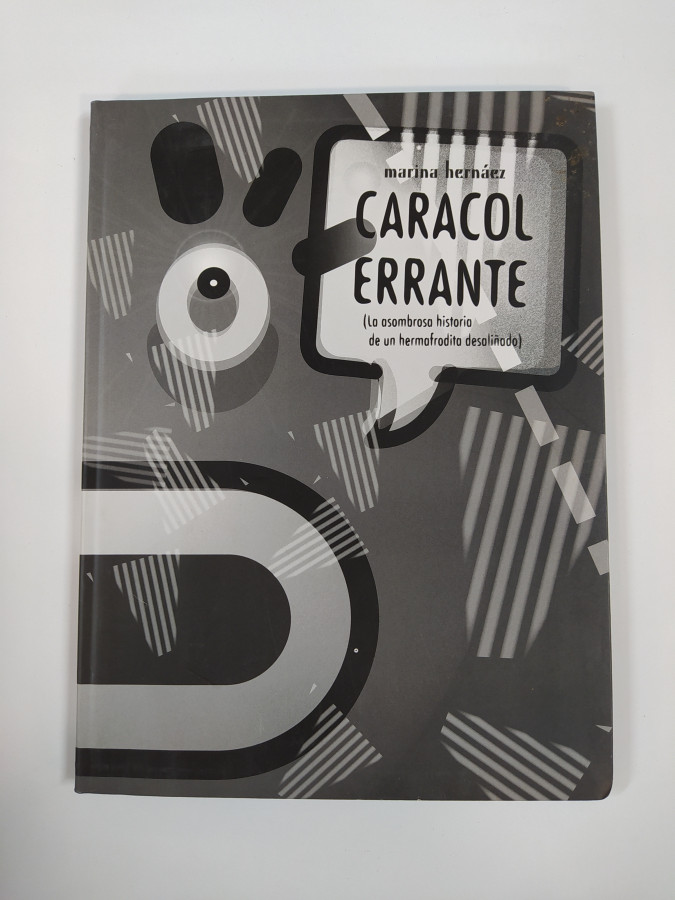 marina hernáez
CARACOL
ERRANTE
(La asombrosa historia
de un hermafrodita desaliñado)